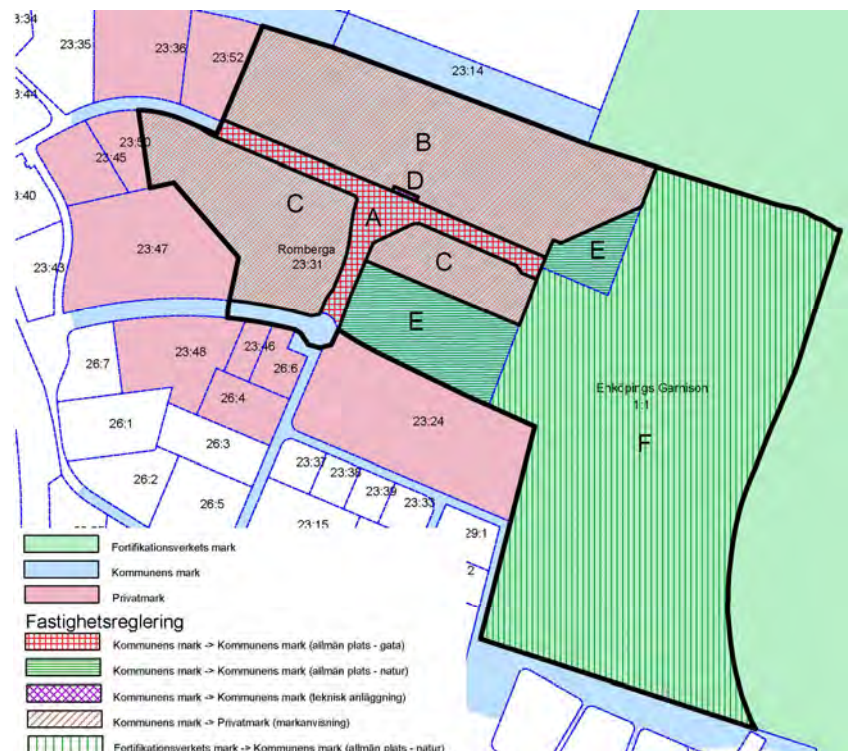 3:34
23:35
23:36
23:52
23:14
3:44
B
23:50
23:45
D
3:40
C
A
Romberga
23:31
23:47
C
E
23:43
E
23:46
23:48
26:7
26:6
Enköpings Garnison
1:1
26:4
26:1
23:24
F
26:3
23:37
23:38
26:2
23:39
23:33
26:5
23:15
29:1
2
Fortifikationsverkets mark
Kommunens mark
Privatmark
Fastighetsreglering
Kommunens mark -> Kommunens mark (allmän plats - gata)
Kommunens mark -> Kommunens mark (allmän plats - natur)
Kommunens mark -> Kommunens mark (teknisk anläggning)
Kommunens mark -> Privatmark (markanvisning)
Fortifikationsverkets mark -> Kommunens mark (allmän plats - natur)